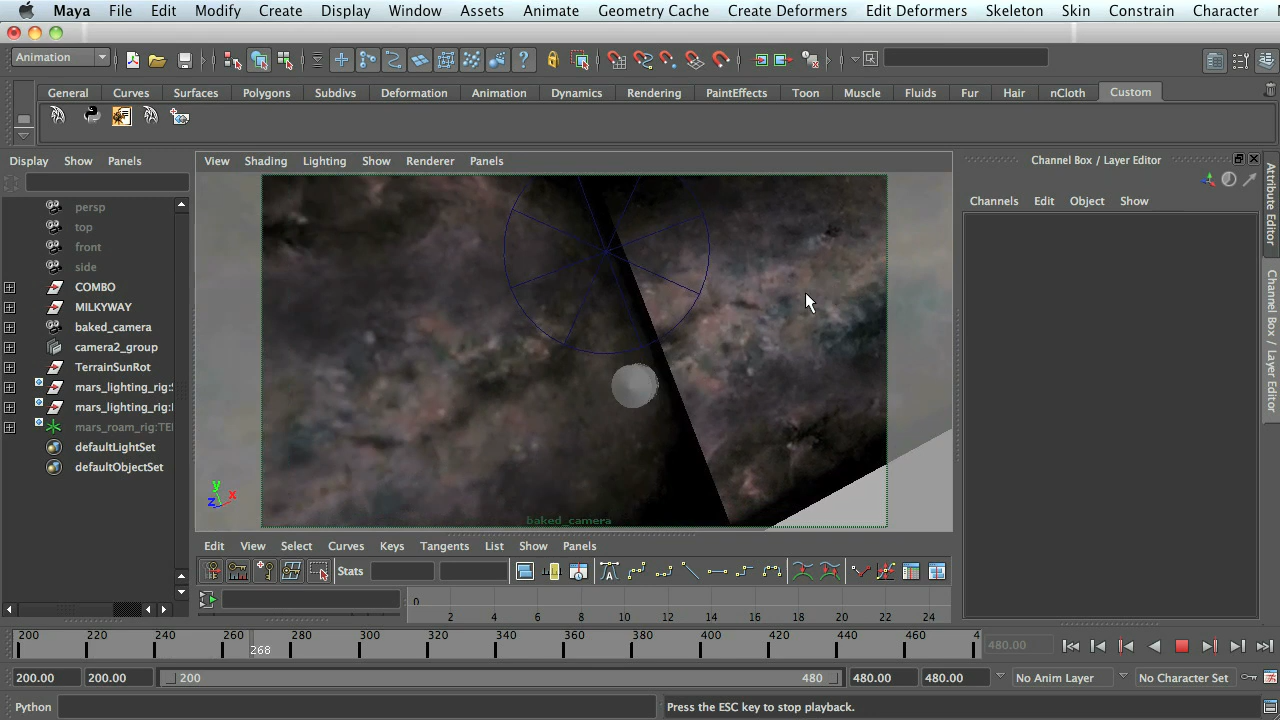 Maya File Edit Modify Create Display Window Assets Animate Geometry Cache Create Deformers Edit Deformers Skeleton Skin Constrain Character
Animation
General Curves Surfaces Polygons Subdivs Deformation Animation Dynamics Rendering PaintEffects Toon Muscle Fluids Fur Hair nCloth Custom
Display Show Panels
View Shading Lighting Show Renderer Panels
Channel Box / Layer Editor
Channels Edit Object Show
persp
top
front
side
COMBO
MILKYWAY
baked_camera
camera2_group
TerrainSunRot
mars_lighting_rig:
mars_lighting_rig:
mars_roam_rig:TE
defaultLightSet
defaultObjectSet
Attribute Editor
Channel Box / Layer Editor
y
z x
baked_camera
Edit View Select Curves Keys Tangents List Show Panels
Stats
0
2 4 6 8 10 12 14 16 18 20 22 24
200 220 240 260 280 300 320 340 360 380 400 420 440 460 4
268
480.00
200.00 200.00 200 480 480.00 480.00 No Anim Layer No Character Set
Python
Press the ESC key to stop playback.